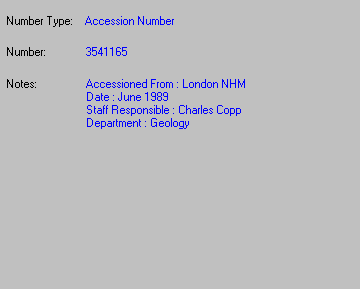 Number Type: Accession Number
Number: 3541165
Notes: Accessioned From : London NHM
Date : June 1989
Staff Responsible : Charles Copp
Department : Geology